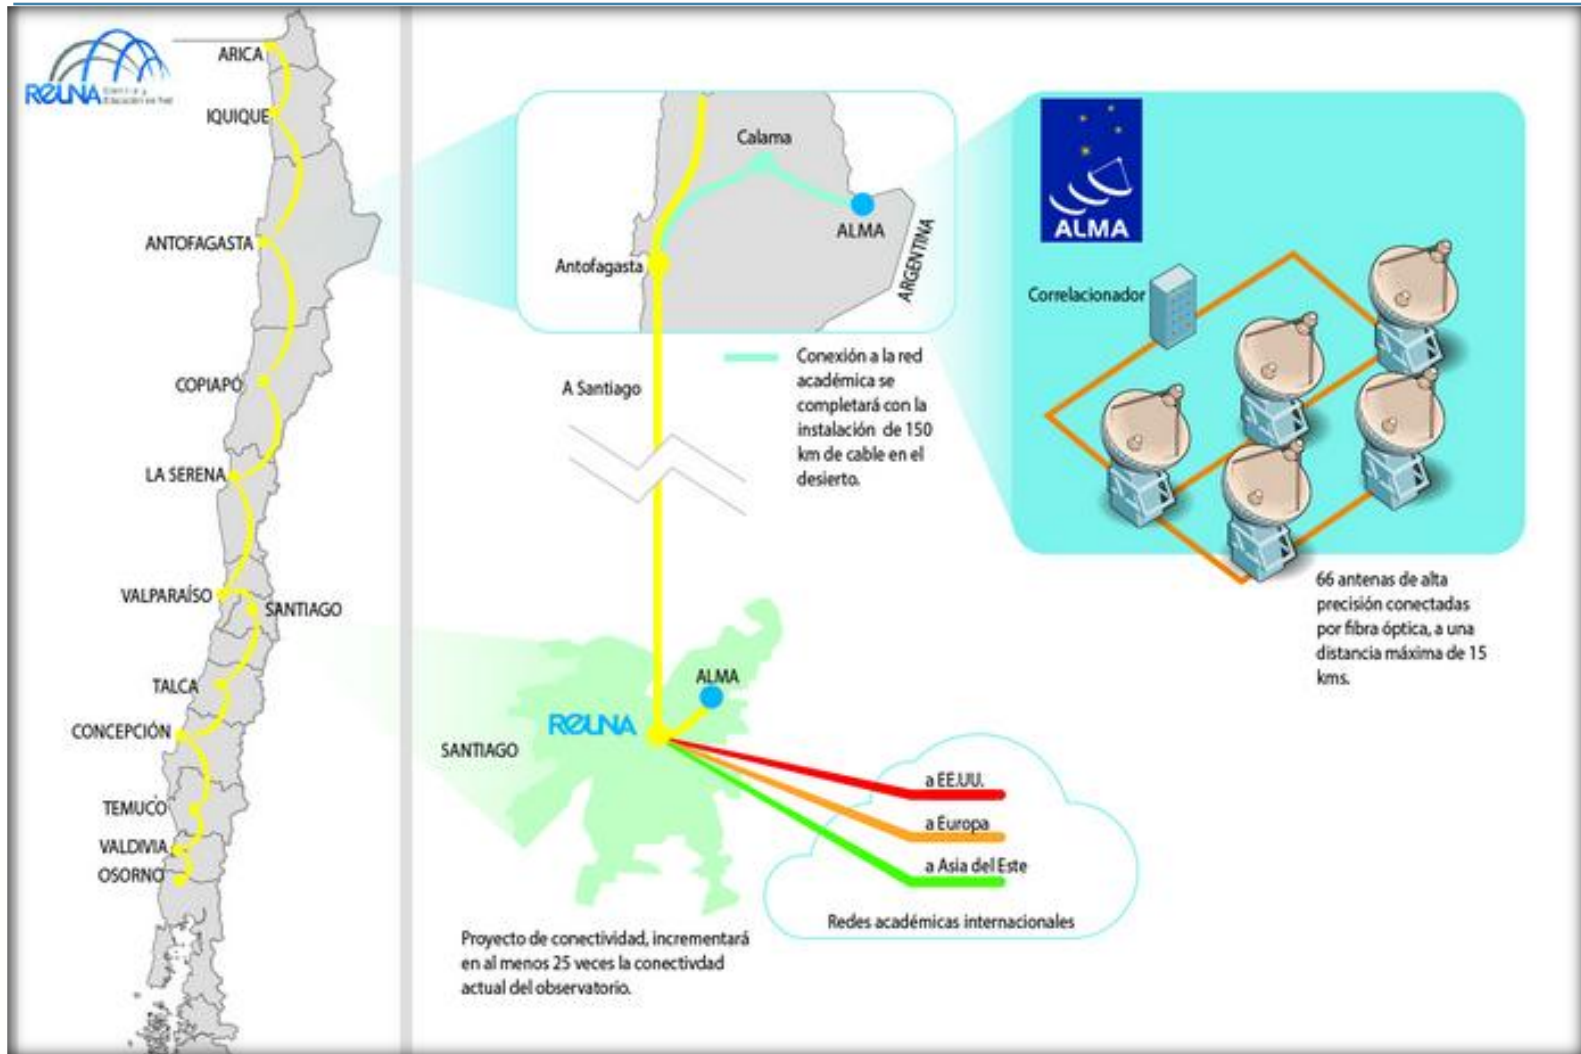 REUNA
ARICA
IQUIQUE
ANTOFAGASTA
COPIAPÓ
LA SERENA
VALPARAÍSO
SANTIAGO
TALCA
CONCEPCIÓN
TEMUCO
VALDIVIA
OSORNO
Calama
ALMA
Antofagasta
ARGENTINA
A Santiago
Conexión a la red
académica se
completará con la
instalación de 150
km de cable en el
desierto.
ALMA
Correlacionador
66 antenas de alta
precisión conectadas
por fibra óptica, a una
distancia máxima de 15
kms.
ALMA
REUNA
SANTIAGO
a EE.UU.
a Europa
a Asia del Este
Redes académicas internacionales
Proyecto de conectividad, incrementará
en al menos 25 veces la conectivdad
actual del observatorio.